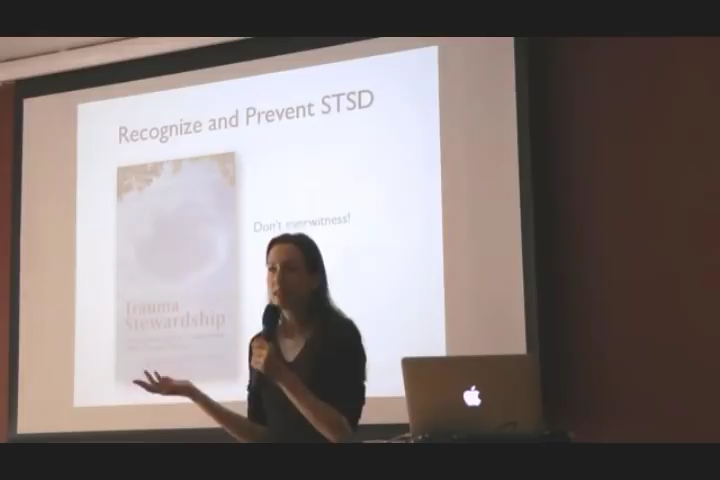 Recognize and Prevent STSD
Don't overwitness!
Trauma
Stewardship